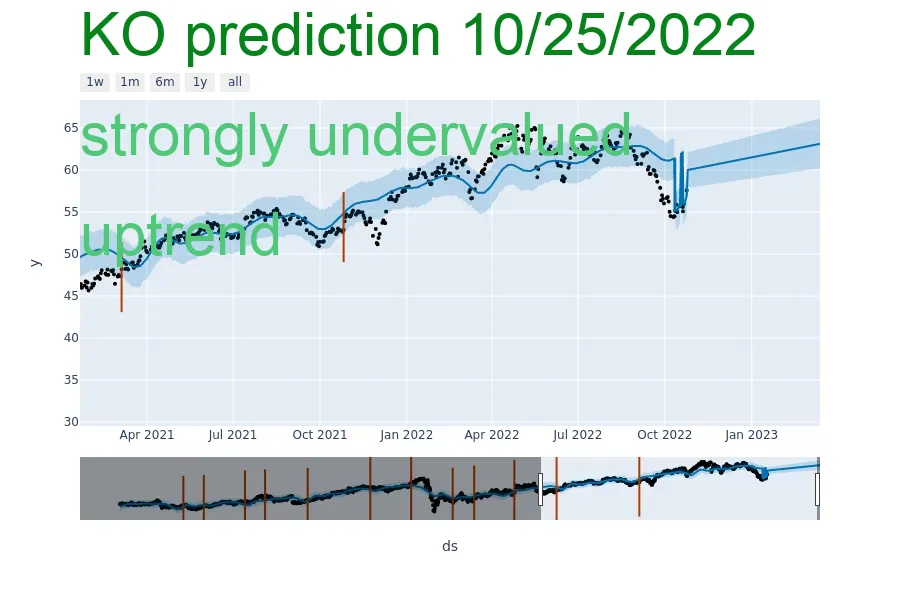 KO prediction 10/25/2022
1w 1m 6m 1y all
strongly undervalued
uptrend
65
60
55
50
45
40
35
30
y
Apr 2021 Jul 2021 Oct 2021 Jan 2022 Apr 2022 Jul 2022 Oct 2022 Jan 2023
ds